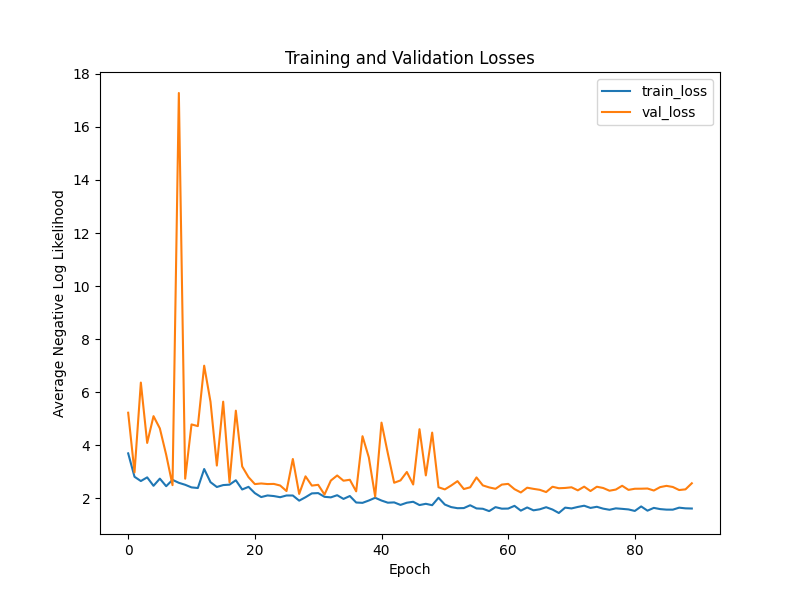 Training and Validation Losses
train_loss
val_loss
Average Negative Log Likelihood
18
16
14
12
10
8
6
4
2
0
20
40
60
80
Epoch